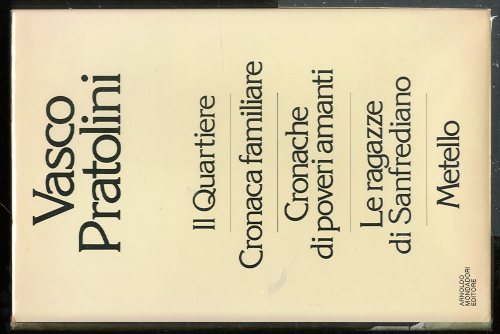 Vasco
Pratolini
Il Quartiere
Cronaca familiare
Cronache
di poveri amanti
Le ragazze
di Sanfrediano
Metello
ARNOLDO
MONDADORI
EDITORE